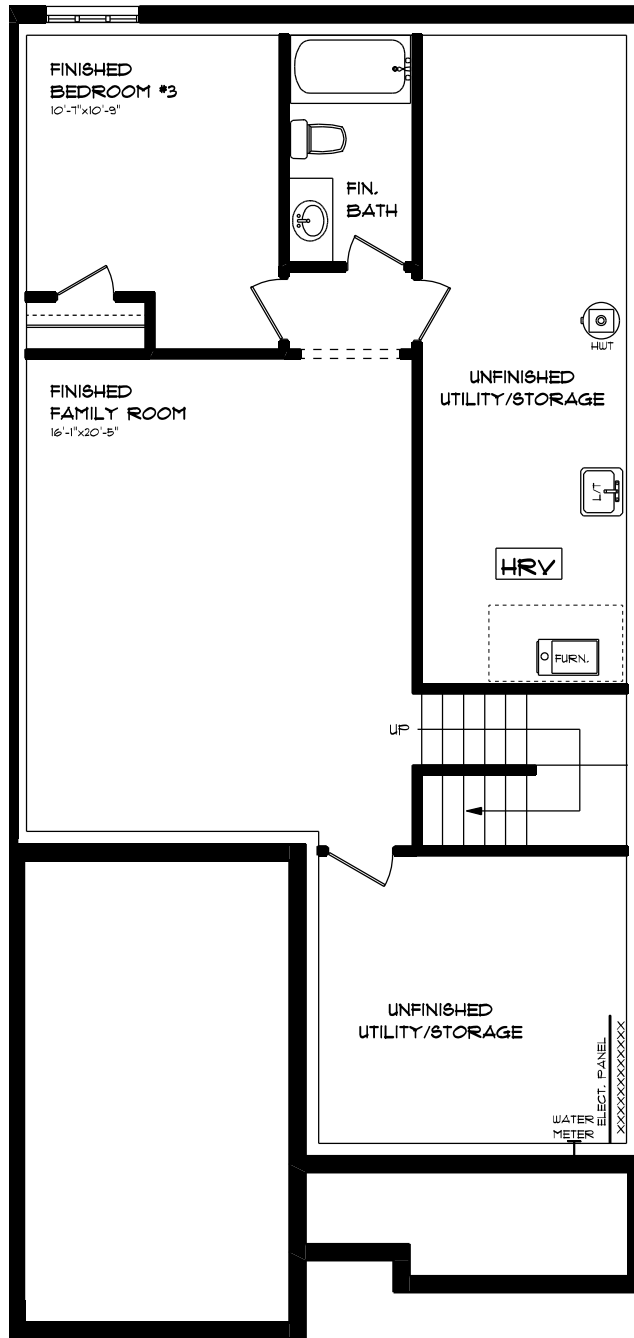 FINISHED
BEDROOM #3
10'-7"x10'-9"
FIN.
BATH
HWT
UNFINISHED
UTILITY/STORAGE
FINISHED
FAMILY ROOM
16'-1"x20'-5"
L/T
HRV
FURN.
UP
UNFINISHED
UTILITY/STORAGE
ELECT. PANEL
XXXXXXXXXXXX
WATER
METER